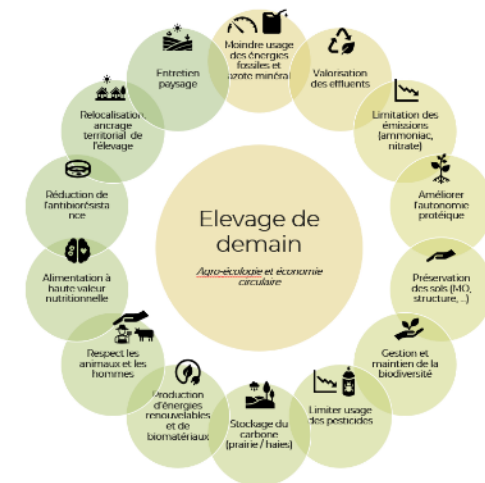 Elevage de
demain
Agro-écologie et économie
circulaire
Moindre usage
des énergies
fossiles et
azote minéral
Valorisation
des effluents
Limitation des
émissions
(ammoniac,
nitrate)
Améliorer
l'autonomie
protéique
Préservation
des sols (MO,
structure, ...)
Gestion et
maintien de la
biodiversité
Limiter usage
des pesticides
Stockage du
carbone
(prairie / haies)
Production
d'énergies
renouvelables
et de
biomatériaux
Respect les
animaux et les
hommes
Alimentation à
haute valeur
nutritionnelle
Réduction de
l'antibiorésista
nce
Relocalisation,
ancrage
territorial de
l'élevage
Entretien
paysage